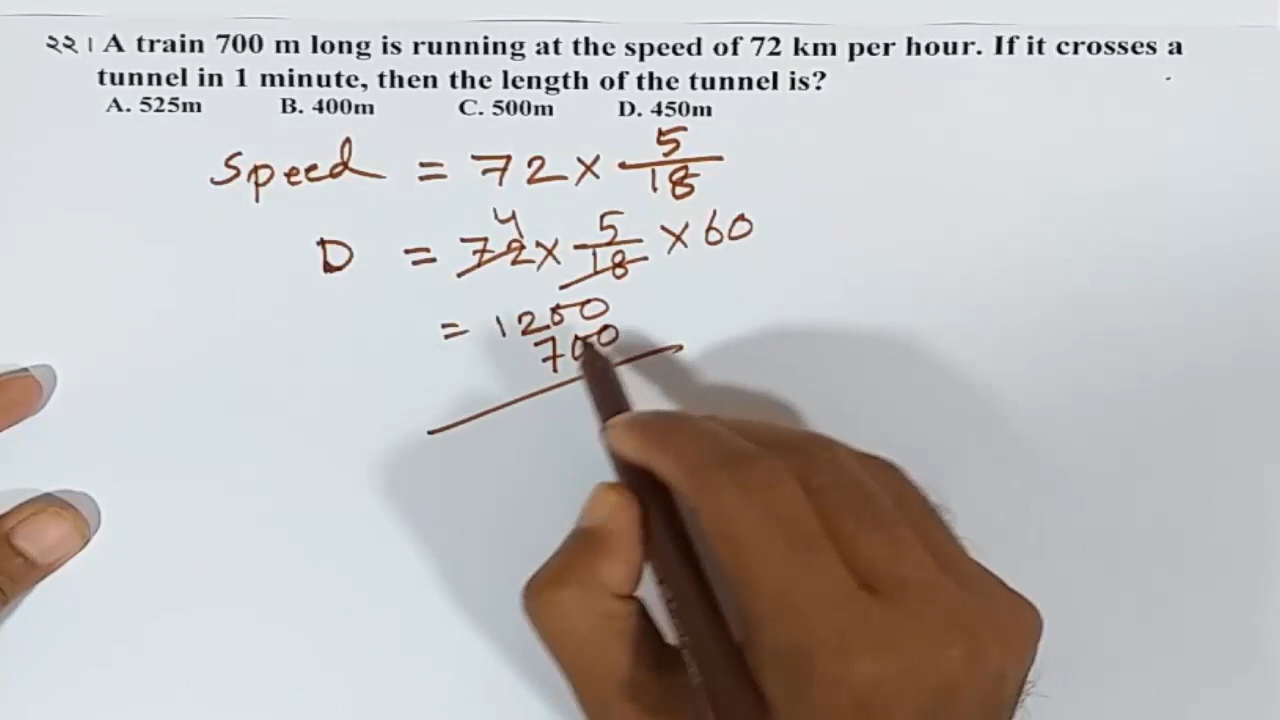 ২২। A train 700 m long is running at the speed of 72 km per hour. If it crosses a
tunnel in 1 minute, then the length of the tunnel is?
A. 525m B. 400m C. 500m D. 450m
Speed = 72 × 5/18
4
D = 72 × 5/18 × 60
= 1200
700